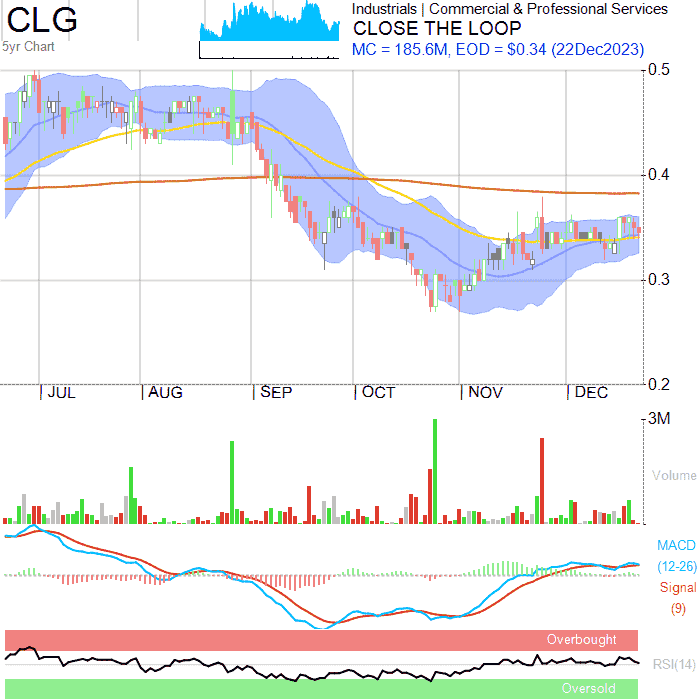 CLG
5yr Chart
Industrials | Commercial & Professional Services
CLOSE THE LOOP
MC = 185.6M, EOD = $0.34 (22Dec2023)
0.5
0.4
0.3
0.2
| JUL | AUG | SEP | OCT | NOV | DEC
3M
Volume
MACD
(12-26)
Signal
(9)
Overbought
RSI(14)
Oversold